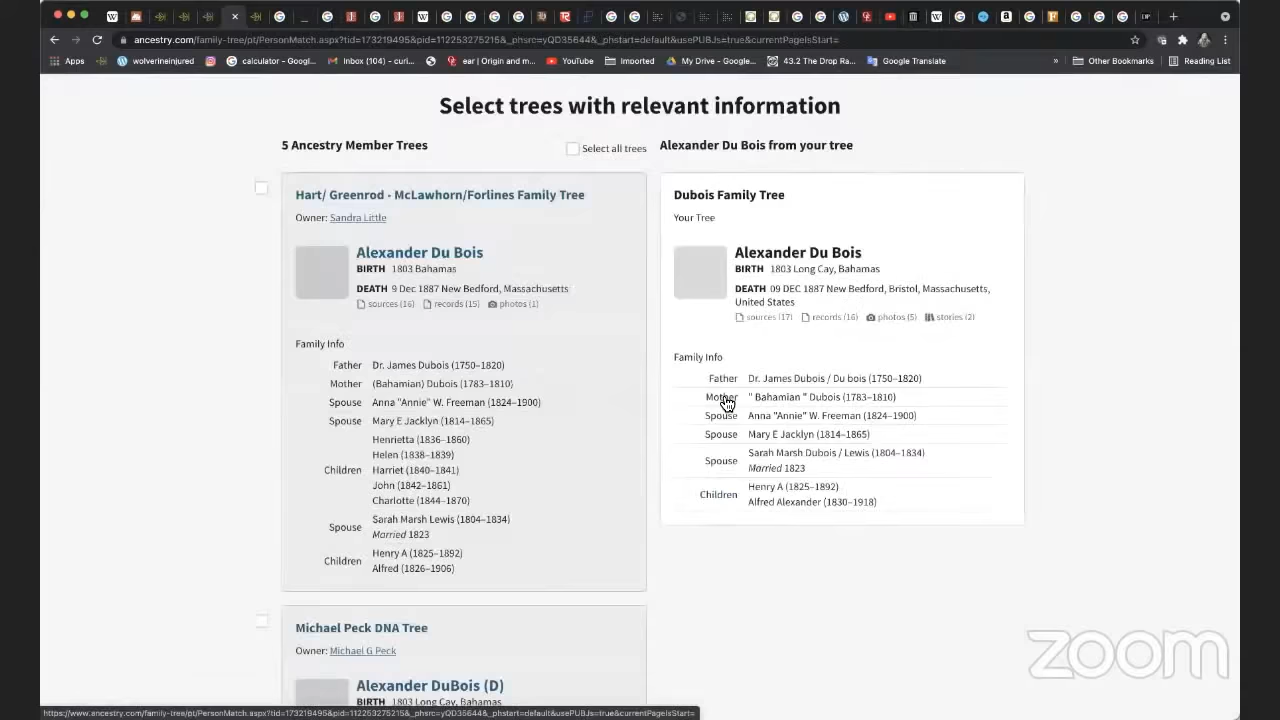 ancestry.com/family-tree/pt/PersonMatch.aspx?tid=173219495&pid=112253275215&_phsrc=yQD35644&_phstart=default&usePUBJs=true&currentPageIsStart=
Apps
wolverineinjured
calculator - Googl...
Inbox (104) - curi...
ear | Origin and m...
YouTube
Imported
My Drive - Google...
43.2 The Drop Ra...
Google Translate
»
Other Bookmarks
Reading List
Select trees with relevant information
5 Ancestry Member Trees
Select all trees
Alexander Du Bois from your tree
Hart/ Greenrod - McLawhorn/Forlines Family Tree
Owner: Sandra Little
Alexander Du Bois
BIRTH 1803 Bahamas
DEATH 9 Dec 1887 New Bedford, Massachusetts
sources (16) records (15) photos (1)
Family Info
Father Dr. James Dubois (1750–1820)
Mother (Bahamian) Dubois (1783–1810)
Spouse Anna "Annie" W. Freeman (1824–1900)
Spouse Mary E Jacklyn (1814–1865)
Henrietta (1836–1860)
Helen (1838–1839)
Children Harriet (1840–1841)
John (1842–1861)
Charlotte (1844–1870)
Spouse Sarah Marsh Lewis (1804–1834)
Married 1823
Children Henry A (1825–1892)
Alfred (1826–1906)
Dubois Family Tree
Your Tree
Alexander Du Bois
BIRTH 1803 Long Cay, Bahamas
DEATH 09 DEC 1887 New Bedford, Bristol, Massachusetts,
United States
sources (17) records (16) photos (5) stories (2)
Family Info
Father Dr. James Dubois / Du bois (1750–1820)
Mother " Bahamian " Dubois (1783–1810)
Spouse Anna "Annie" W. Freeman (1824–1900)
Spouse Mary E Jacklyn (1814–1865)
Spouse Sarah Marsh Dubois / Lewis (1804–1834)
Married 1823
Children Henry A (1825–1892)
Alfred Alexander (1830–1918)
Michael Peck DNA Tree
Owner: Michael G Peck
Alexander DuBois (D)
BIRTH 1803 Long Cay, Bahamas
https://www.ancestry.com/family-tree/pt/PersonMatch.aspx?tid=173219495&pid=112253275215&_phsrc=yQD35644&_phstart=default&usePUBJs=true&currentPageIsStart=
zoom